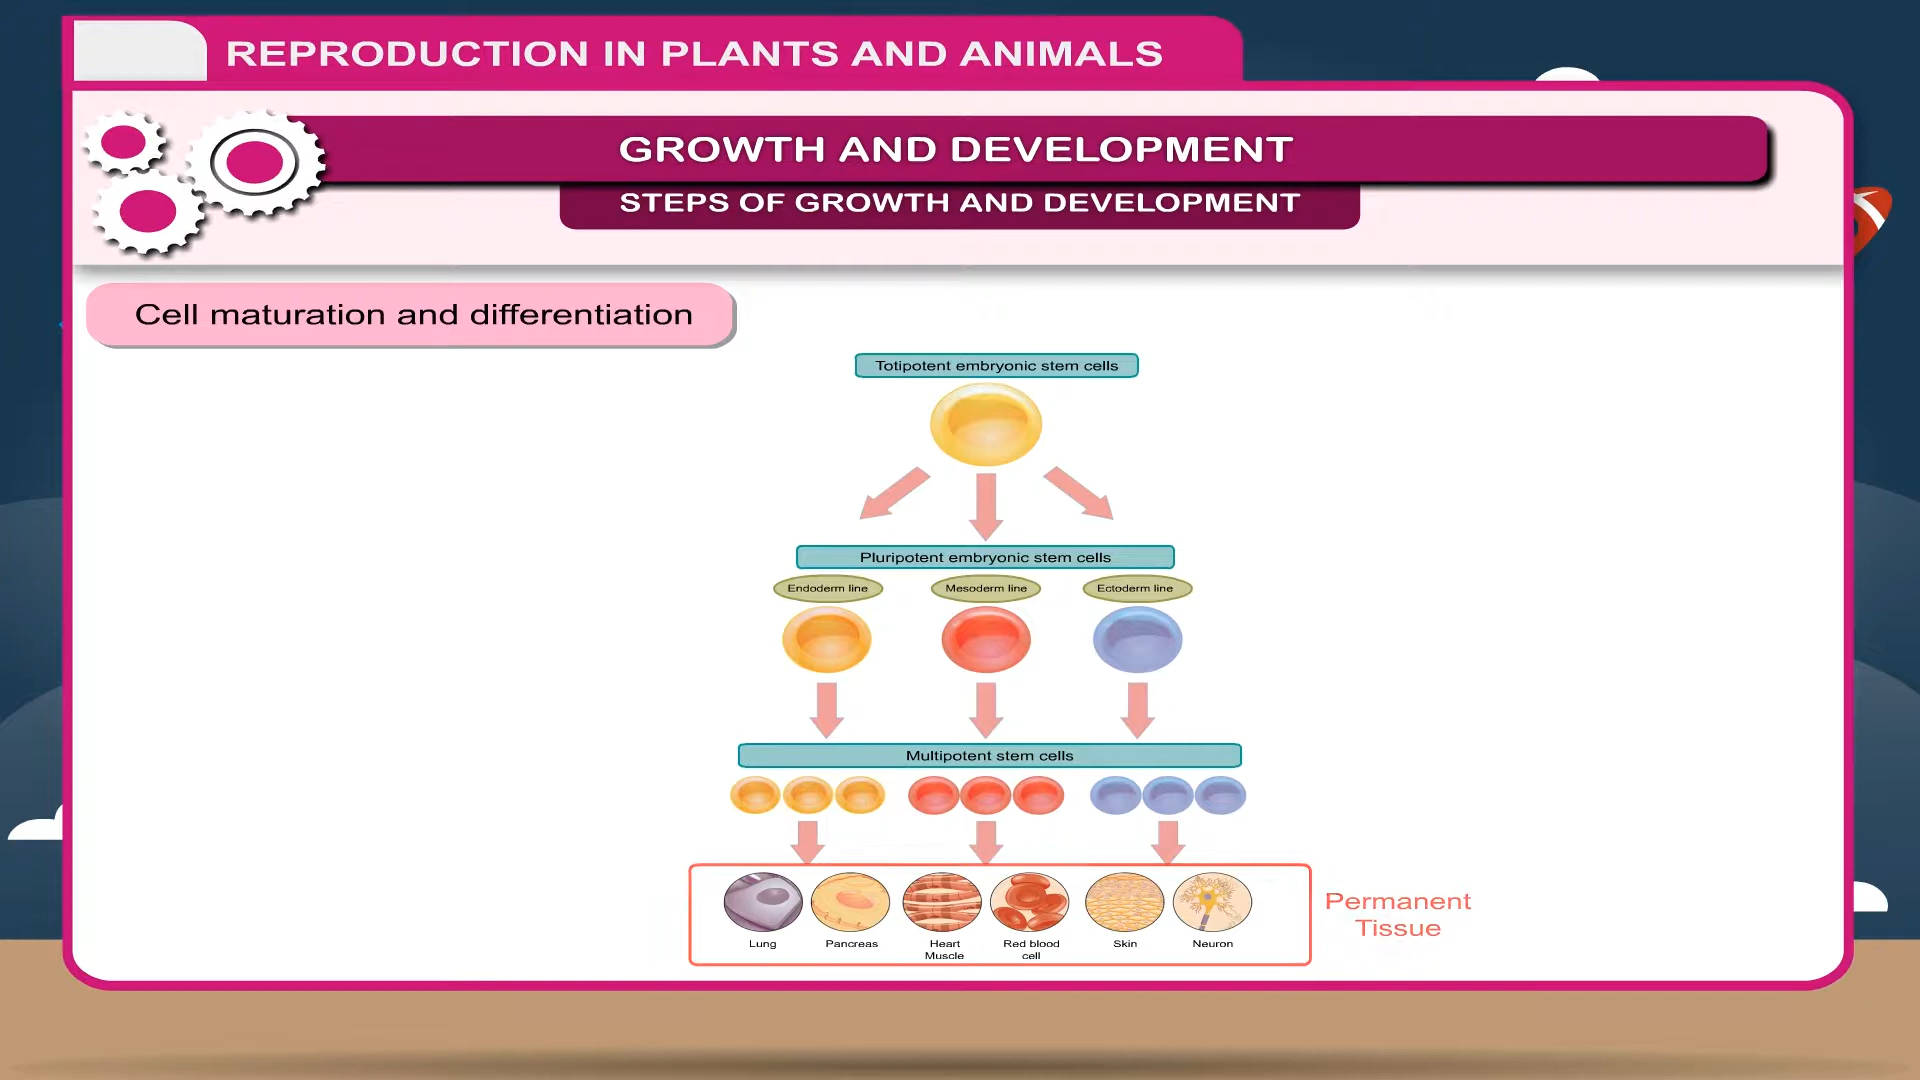 REPRODUCTION IN PLANTS AND ANIMALS
GROWTH AND DEVELOPMENT
STEPS OF GROWTH AND DEVELOPMENT
Cell maturation and differentiation
Totipotent embryonic stem cells
Pluripotent embryonic stem cells
Endoderm line
Mesoderm line
Ectoderm line
Multipotent stem cells
Lung
Pancreas
Heart
Muscle
Red blood
cell
Skin
Neuron
Permanent
Tissue